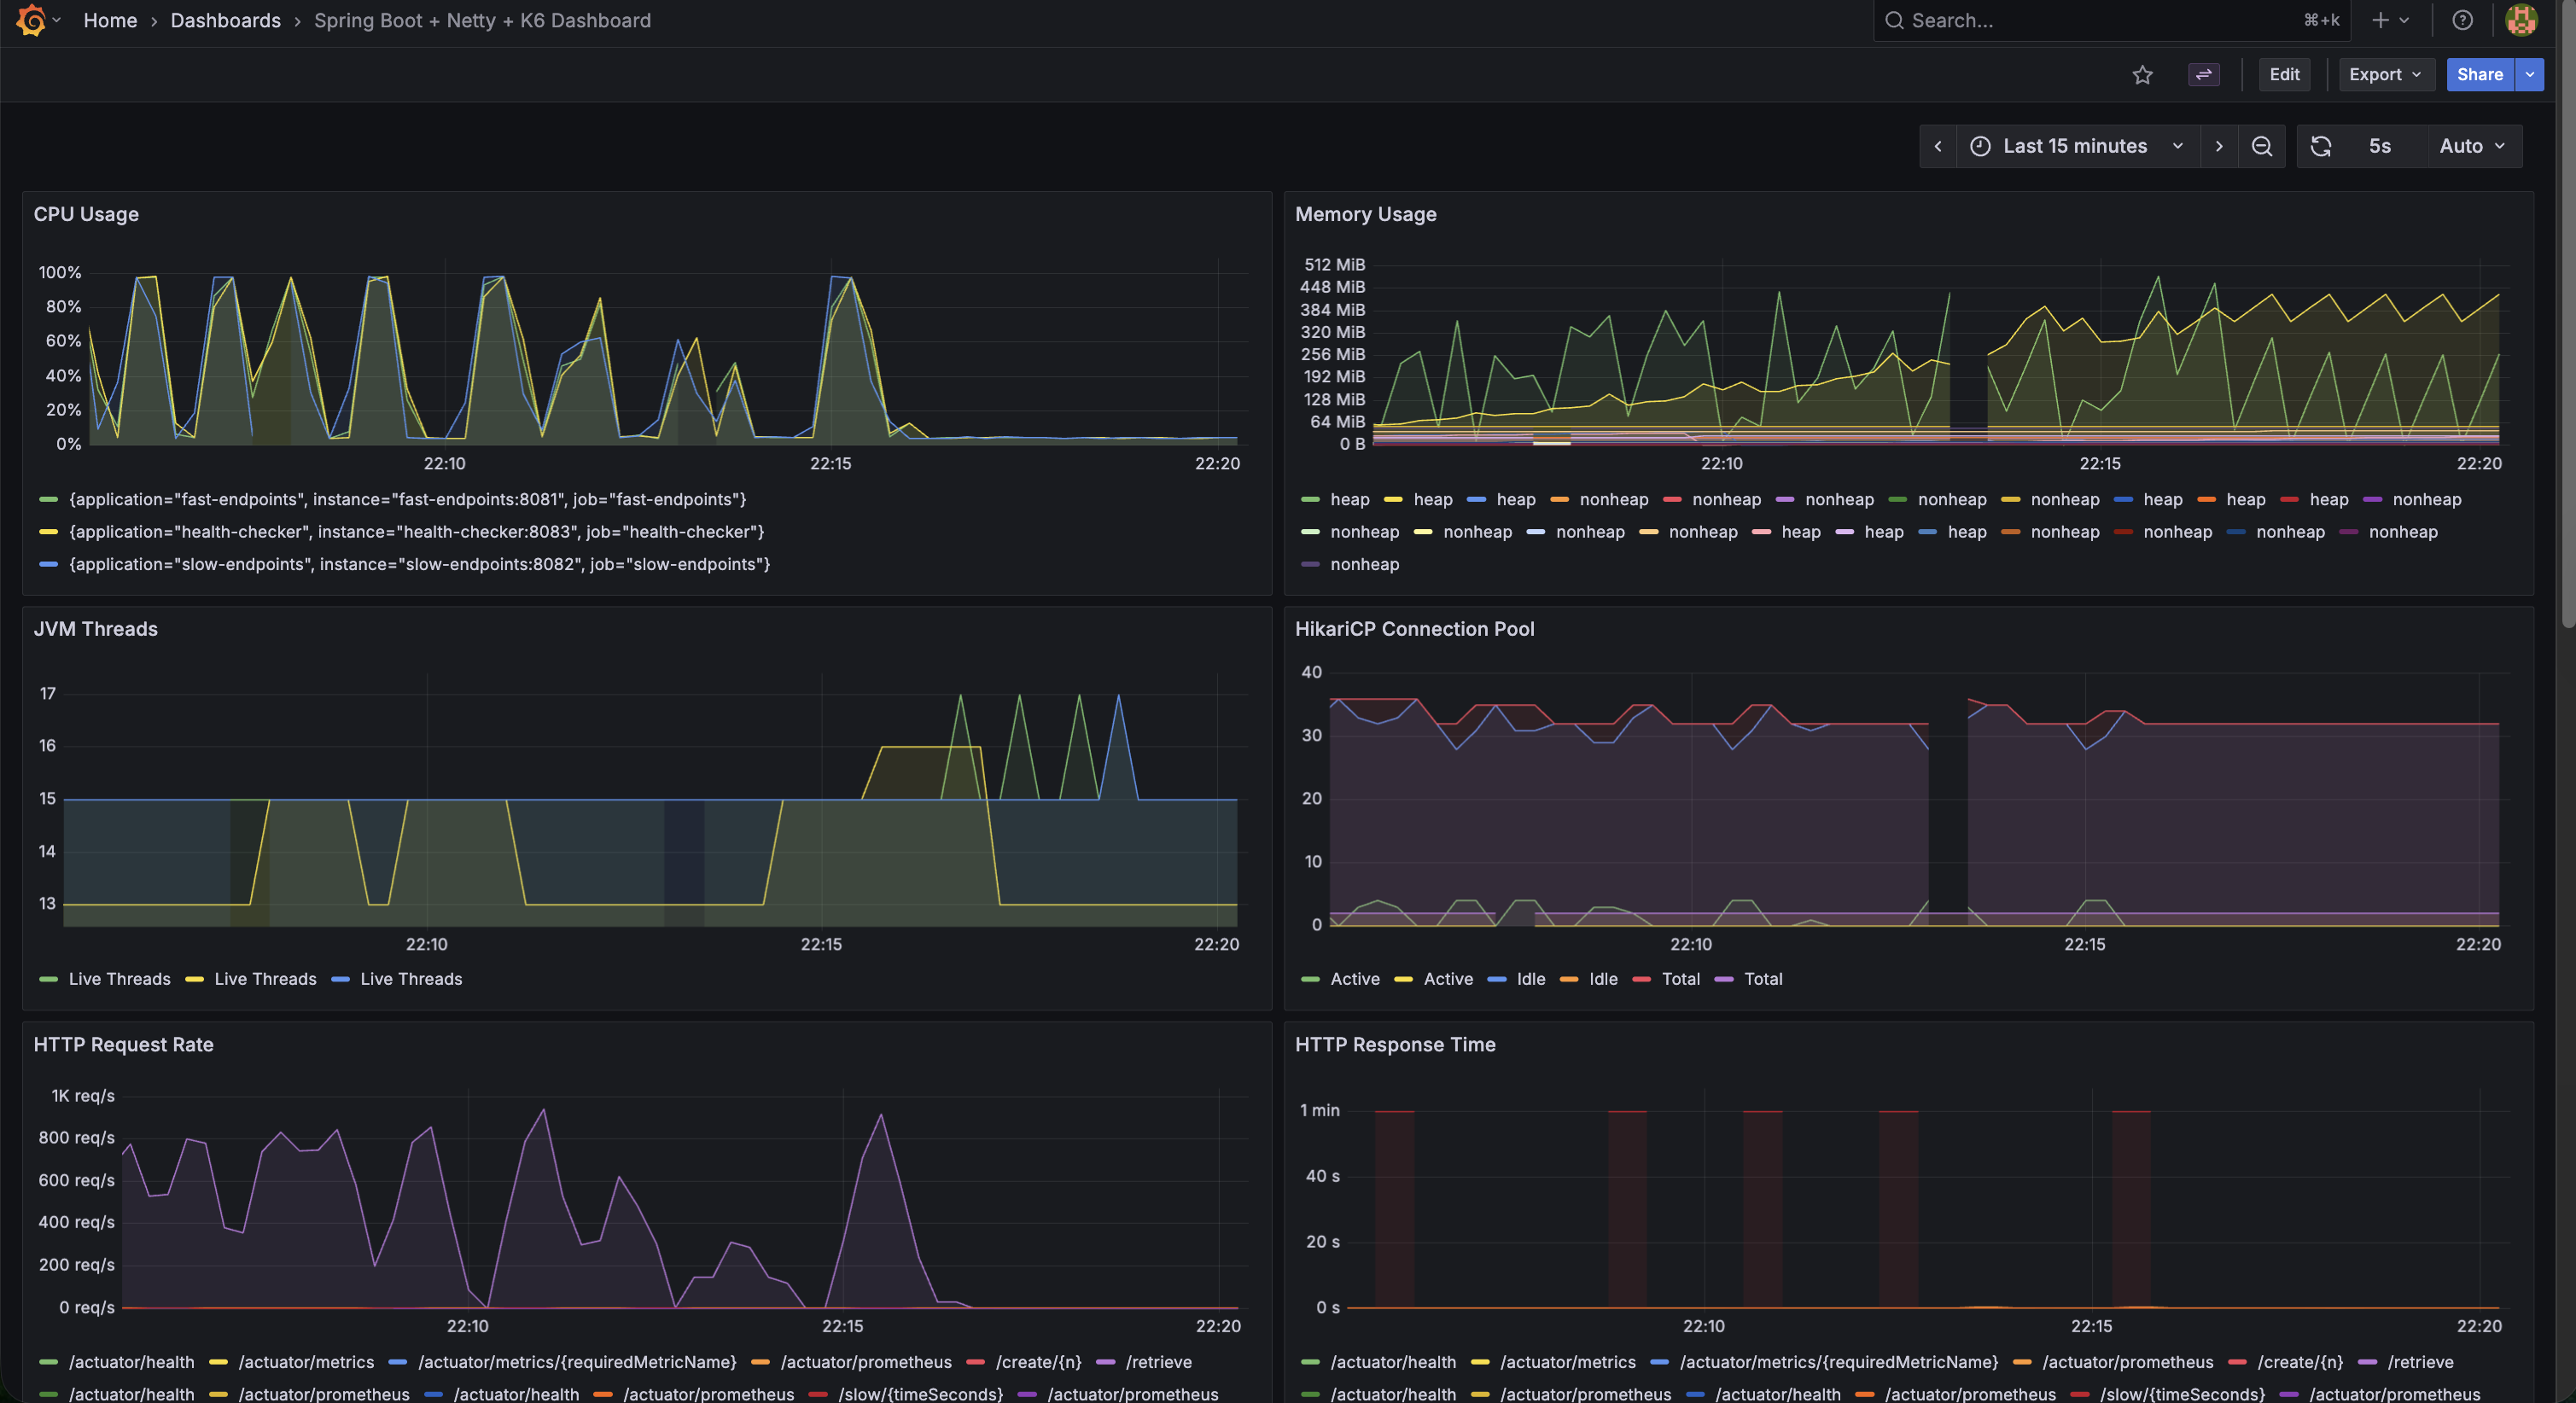 Home › Dashboards › Spring Boot + Netty + K6 Dashboard
Search... ⌘+k
Edit Export Share
Last 15 minutes 5s Auto
CPU Usage
100%
80%
60%
40%
20%
0%
22:10 22:15 22:20
{application="fast-endpoints", instance="fast-endpoints:8081", job="fast-endpoints"}
{application="health-checker", instance="health-checker:8083", job="health-checker"}
{application="slow-endpoints", instance="slow-endpoints:8082", job="slow-endpoints"}
Memory Usage
512 MiB
448 MiB
384 MiB
320 MiB
256 MiB
192 MiB
128 MiB
64 MiB
0 B
22:10 22:15 22:20
heap heap heap nonheap nonheap nonheap nonheap nonheap heap heap heap nonheap
nonheap nonheap nonheap nonheap heap heap heap nonheap nonheap nonheap nonheap
nonheap
JVM Threads
17
16
15
14
13
22:10 22:15 22:20
Live Threads Live Threads Live Threads
HikariCP Connection Pool
40
30
20
10
0
22:10 22:15 22:20
Active Active Idle Idle Total Total
HTTP Request Rate
1K req/s
800 req/s
600 req/s
400 req/s
200 req/s
0 req/s
22:10 22:15 22:20
/actuator/health /actuator/metrics /actuator/metrics/{requiredMetricName} /actuator/prometheus /create/{n} /retrieve
/actuator/health /actuator/prometheus /actuator/health /actuator/prometheus /slow/{timeSeconds} /actuator/prometheus
HTTP Response Time
1 min
40 s
20 s
0 s
22:10 22:15 22:20
/actuator/health /actuator/metrics /actuator/metrics/{requiredMetricName} /actuator/prometheus /create/{n} /retrieve
/actuator/health /actuator/prometheus /actuator/health /actuator/prometheus /slow/{timeSeconds} /actuator/prometheus